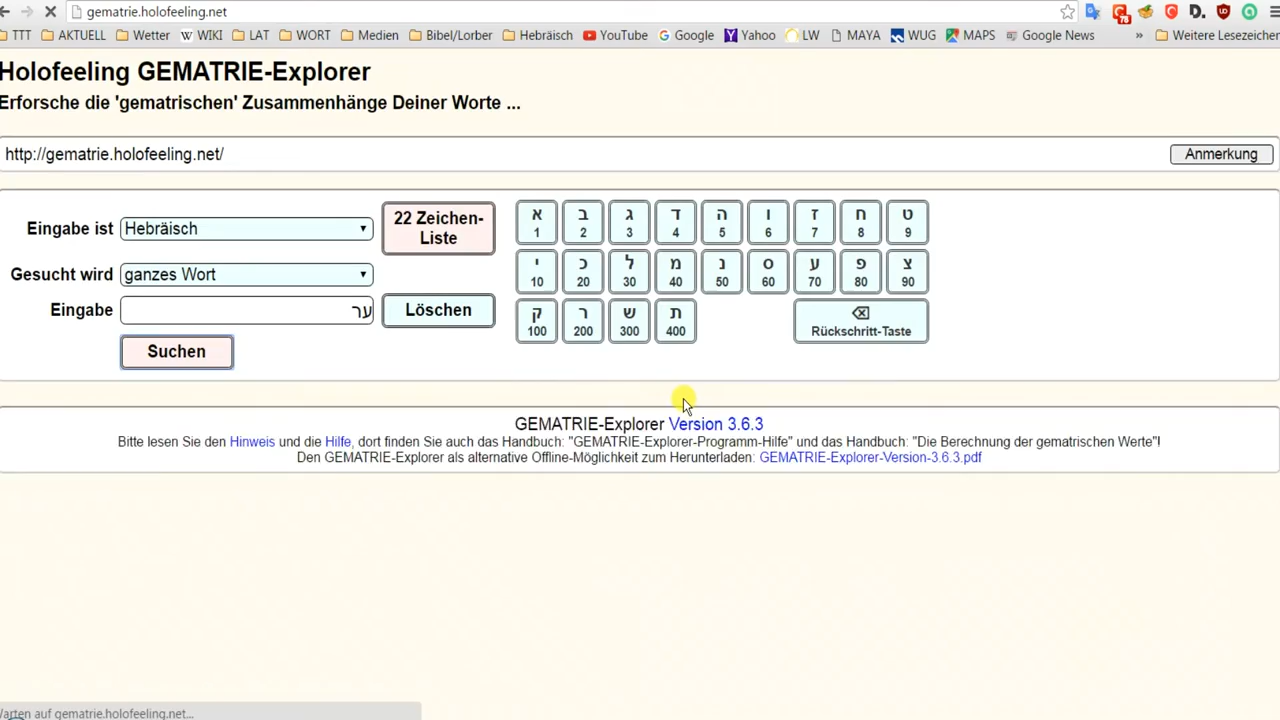 gematrie.holofeeling.net
TTT AKTUELL Wetter WIKI LAT WORT Medien Bibel/Lorber Hebräisch YouTube Google Yahoo LW MAYA WUG MAPS Google News » Weitere Lesezeichen
Holofeeling GEMATRIE-Explorer
Erforsche die 'gematrischen' Zusammenhänge Deiner Worte ...
http://gematrie.holofeeling.net/ Anmerkung
Eingabe ist Hebräisch
22 Zeichen-Liste
Gesucht wird ganzes Wort
Eingabe ער Löschen
Suchen
א ב ג ד ה ו ז ח ט
1 2 3 4 5 6 7 8 9
י כ ל מ נ ס ע פ צ
10 20 30 40 50 60 70 80 90
ק ר ש ת
100 200 300 400 Rückschritt-Taste
GEMATRIE-Explorer Version 3.6.3
Bitte lesen Sie den Hinweis und die Hilfe, dort finden Sie auch das Handbuch: "GEMATRIE-Explorer-Programm-Hilfe" und das Handbuch: "Die Berechnung der gematrischen Werte"!
Den GEMATRIE-Explorer als alternative Offline-Möglichkeit zum Herunterladen: GEMATRIE-Explorer-Version-3.6.3.pdf
Warten auf gematrie.holofeeling.net...